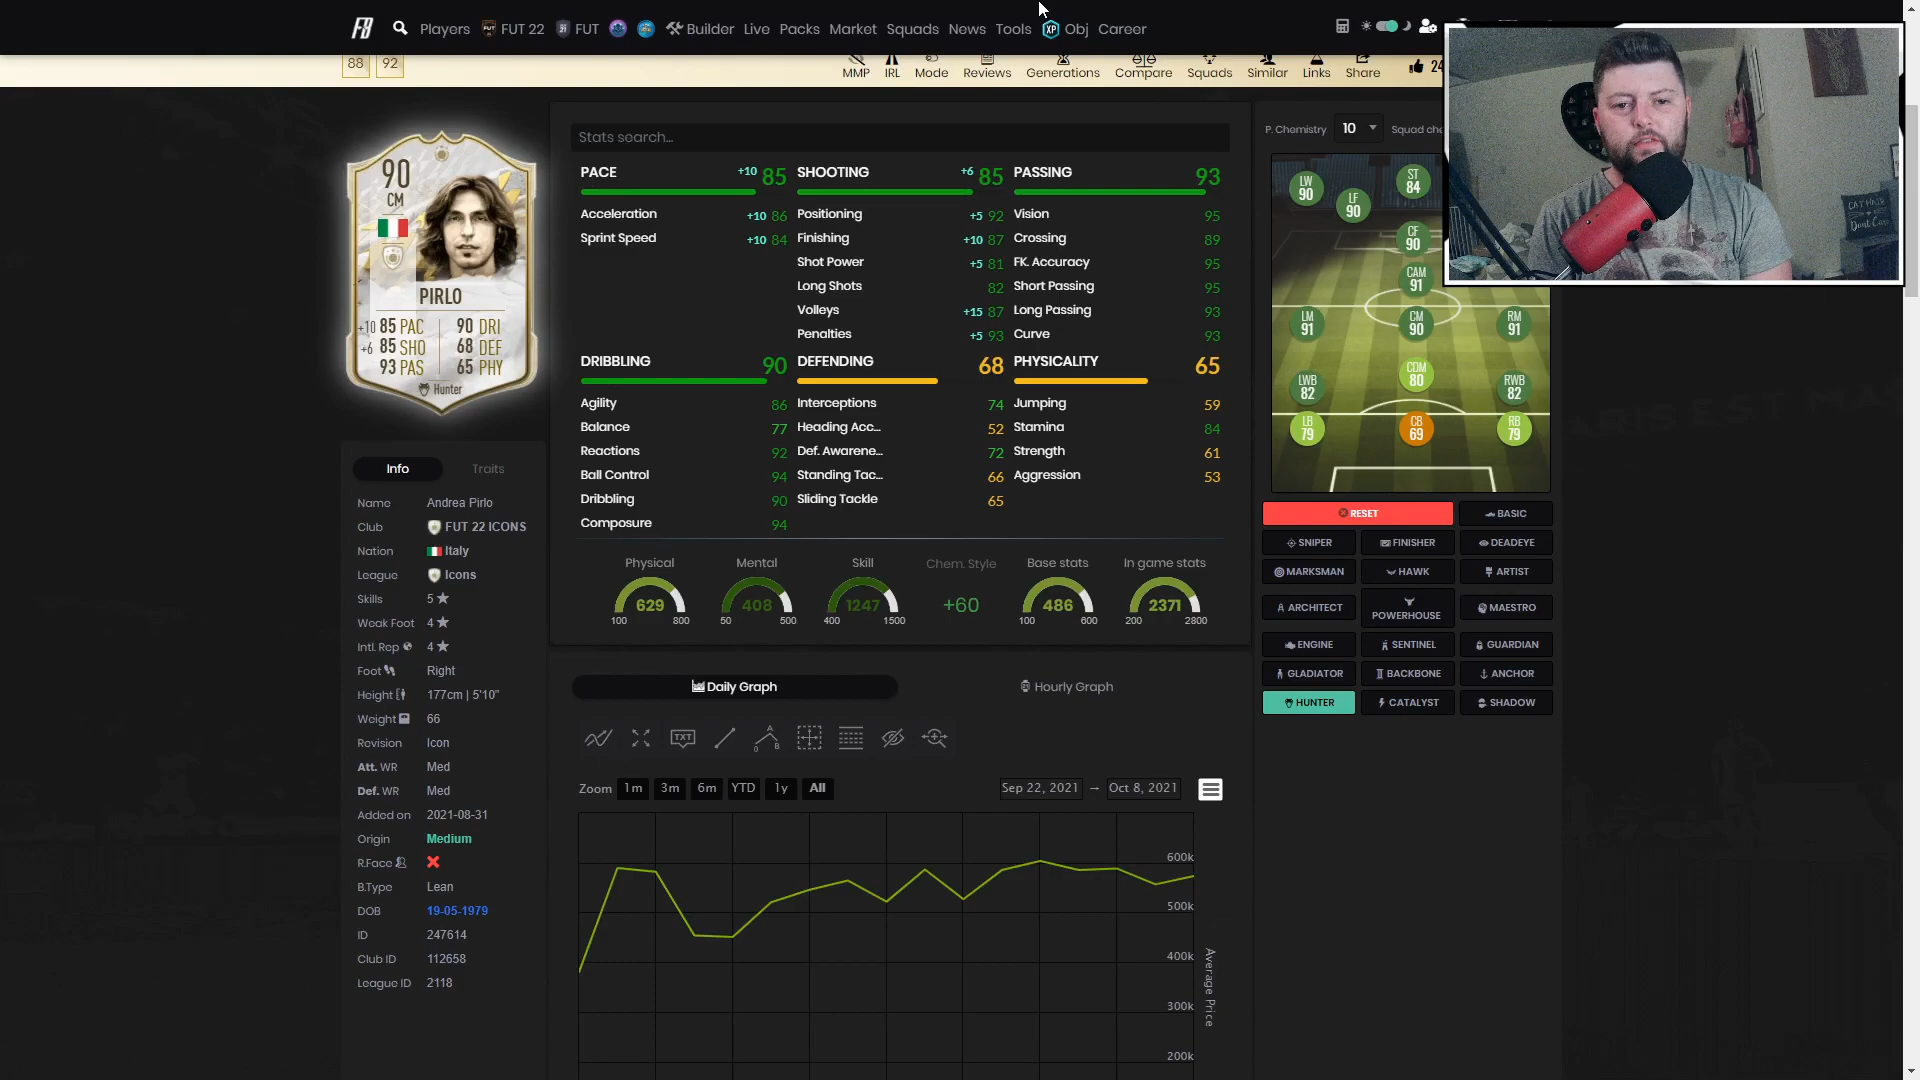 FB Players FUT 22 FUT Builder Live Packs Market Squads News Tools XP Obj Career
88 92 MMP IRL Mode Reviews Generations Compare Squads Similar Links Share 24
Stats search...
P. Chemistry 10 Squad che
90
CM
PIRLO
+10 85 PAC 90 DRI
+6 85 SHO 68 DEF
93 PAS 65 PHY
Hunter
PACE +10 85
Acceleration +10 86
Sprint Speed +10 84
SHOOTING +6 85
Positioning +5 92
Finishing +10 87
Shot Power +5 81
Long Shots 82
Volleys +15 87
Penalties +5 93
PASSING 93
Vision 95
Crossing 89
FK. Accuracy 95
Short Passing 95
Long Passing 93
Curve 93
DRIBBLING 90
Agility 86
Balance 77
Reactions 92
Ball Control 94
Dribbling 90
Composure 94
DEFENDING 68
Interceptions 74
Heading Acc... 52
Def. Awarene... 72
Standing Tac... 66
Sliding Tackle 65
PHYSICALITY 65
Jumping 59
Stamina 84
Strength 61
Aggression 53
Physical 629 100 800
Mental 408 50 500
Skill 1247 400 1500
Chem. Style +60
Base stats 486 100 600
In game stats 2371 200 2800
LW 90
LF 90
ST 84
CF 90
CAM 91
LM 91
CM 90
RM 91
LWB 82
CDM 80
RWB 82
LB 79
CB 69
RB 79
RESET BASIC
SNIPER FINISHER DEADEYE
MARKSMAN HAWK ARTIST
ARCHITECT POWERHOUSE MAESTRO
ENGINE SENTINEL GUARDIAN
GLADIATOR BACKBONE ANCHOR
HUNTER CATALYST SHADOW
Info Traits
Name Andrea Pirlo
Club FUT 22 ICONS
Nation Italy
League Icons
Skills 5
Weak Foot 4
Intl. Rep 4
Foot Right
Height 177cm | 5'10"
Weight 66
Revision Icon
Att. WR Med
Def. WR Med
Added on 2021-08-31
Origin Medium
R.Face
B.Type Lean
DOB 19-05-1979
ID 247614
Club ID 112658
League ID 2118
Daily Graph Hourly Graph
TXT A 0 B
Zoom 1m 3m 6m YTD 1y All Sep 22, 2021 → Oct 8, 2021
600k
500k
400k
300k
200k
Average Price
CAT HAIR
Dont Care